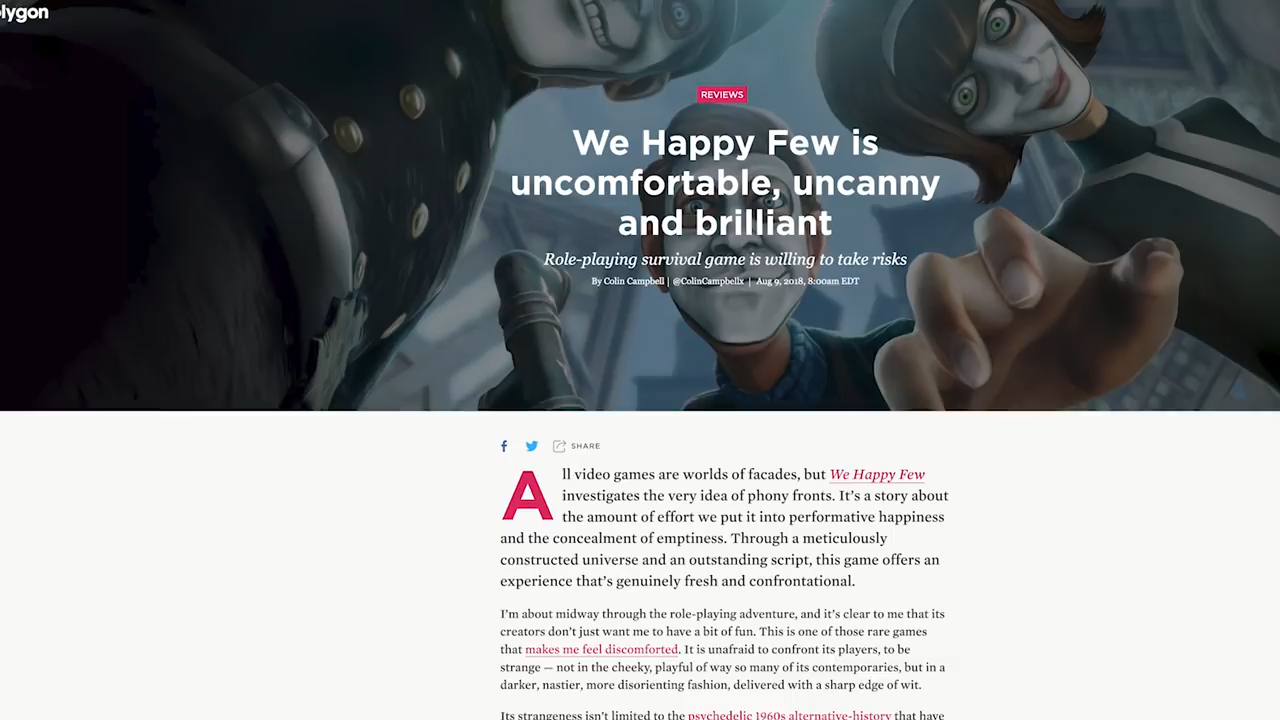 lygon
REVIEWS
We Happy Few is
uncomfortable, uncanny
and brilliant
Role-playing survival game is willing to take risks
By Colin Campbell | @ColinCampbellx | Aug 9, 2018, 8:00am EDT
SHARE
All video games are worlds of facades, but We Happy Few
investigates the very idea of phony fronts. It's a story about
the amount of effort we put it into performative happiness
and the concealment of emptiness. Through a meticulously
constructed universe and an outstanding script, this game offers an
experience that's genuinely fresh and confrontational.
I'm about midway through the role-playing adventure, and it's clear to me that its
creators don't just want me to have a bit of fun. This is one of those rare games
that makes me feel discomforted. It is unafraid to confront its players, to be
strange — not in the cheeky, playful of way so many of its contemporaries, but in a
darker, nastier, more disorienting fashion, delivered with a sharp edge of wit.
Its strangeness isn't limited to the psychedelic 1960s alternative-history that have